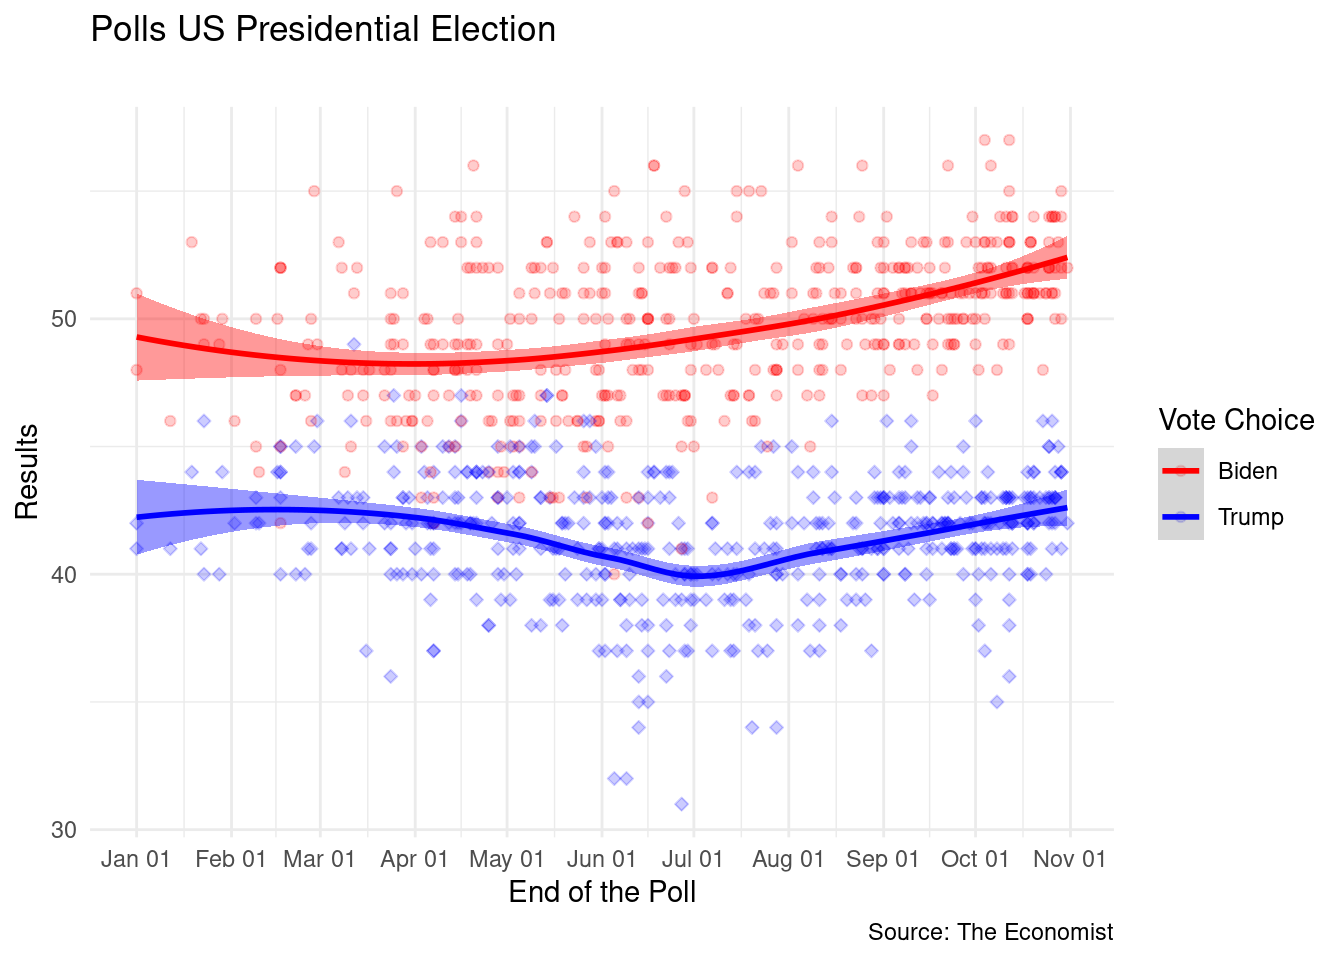 Polls US Presidential Election
Results
50
40
30
Jan 01 Feb 01 Mar 01 Apr 01 May 01 Jun 01 Jul 01 Aug 01 Sep 01 Oct 01 Nov 01
End of the Poll
Vote Choice
Biden
Trump
Source: The Economist